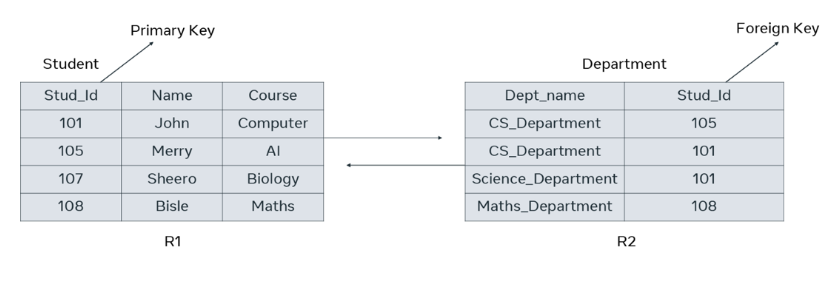 Primary Key
Foreign Key
Student
Department
Stud_Id Name Course
101 John Computer
105 Merry AI
107 Sheero Biology
108 Bisle Maths
R1
Dept_name Stud_Id
CS_Department 105
CS_Department 101
Science_Department 101
Maths_Department 108
R2